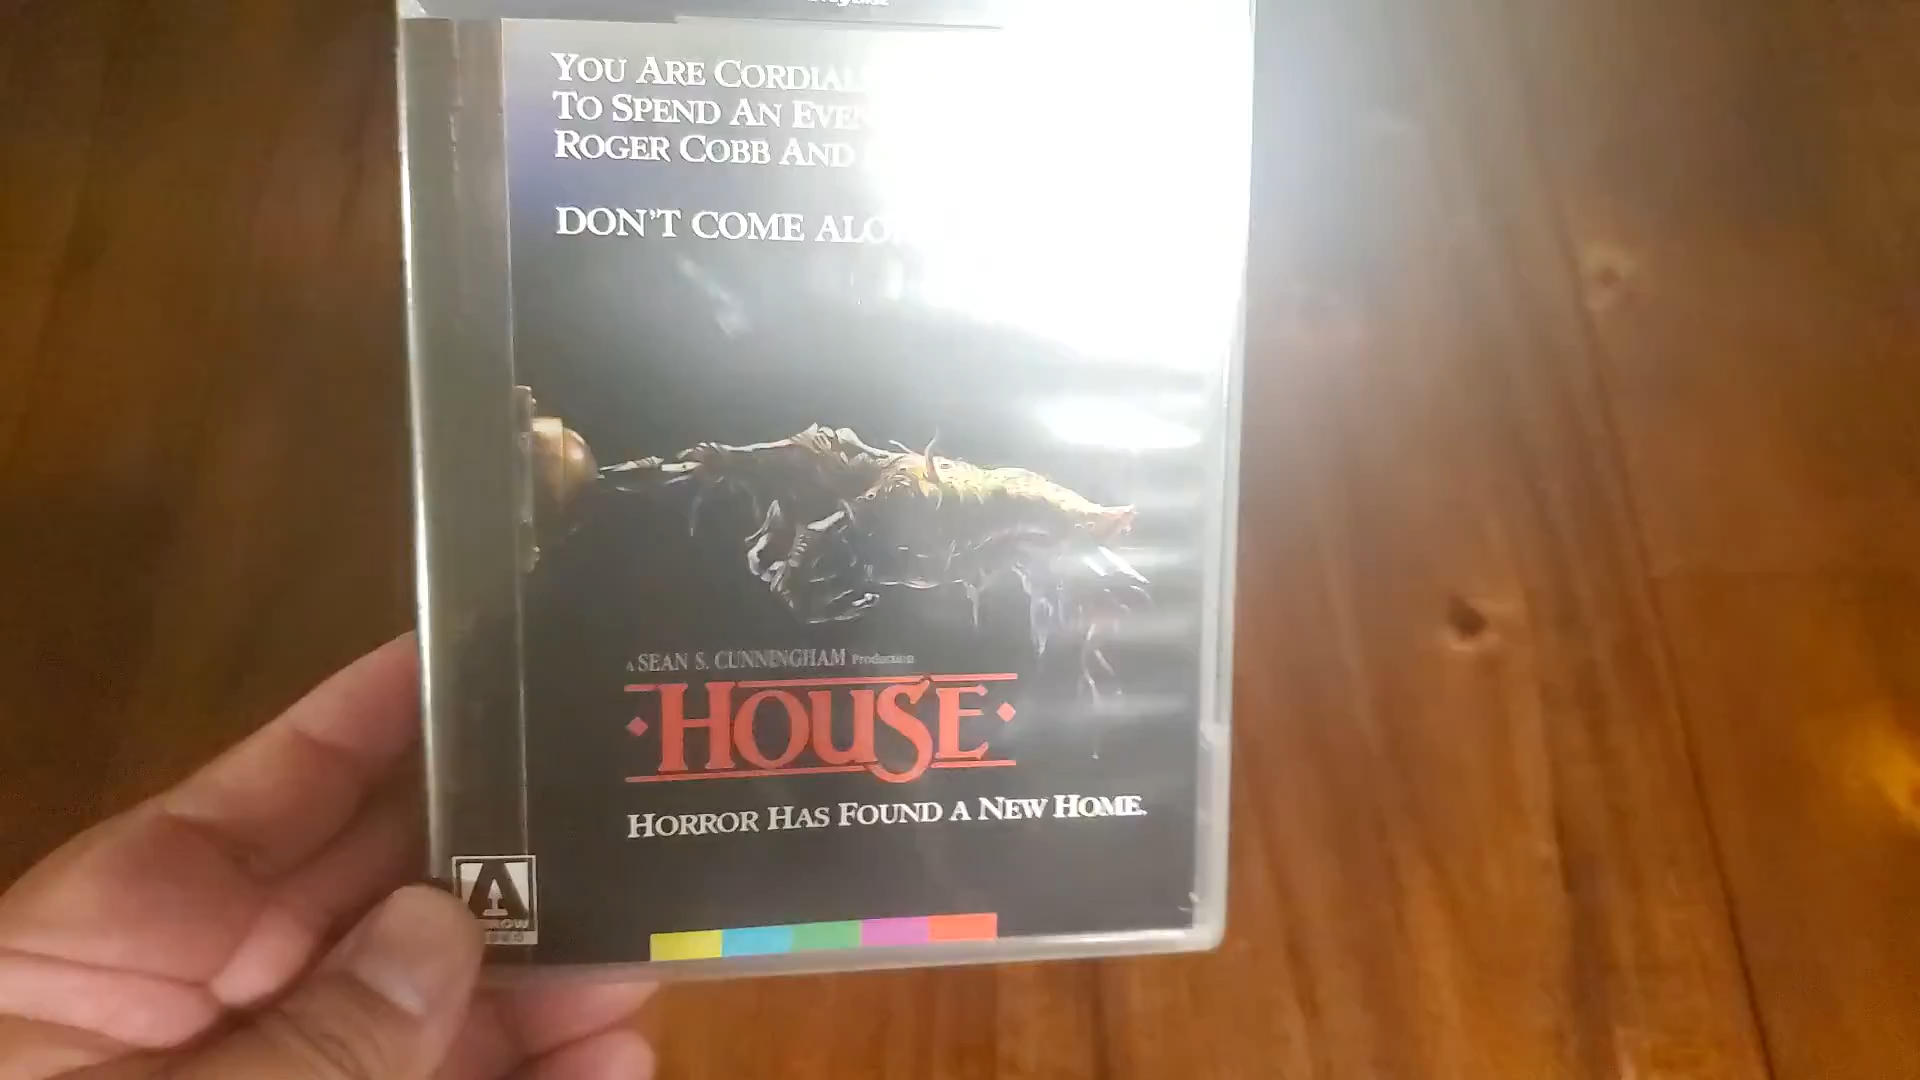 YOU ARE CORDIAL
TO SPEND AN EVEN
ROGER COBB AND
DON'T COME ALO
A SEAN S. CUNNINGHAM Production
HOUSE
HORROR HAS FOUND A NEW HOME.
A